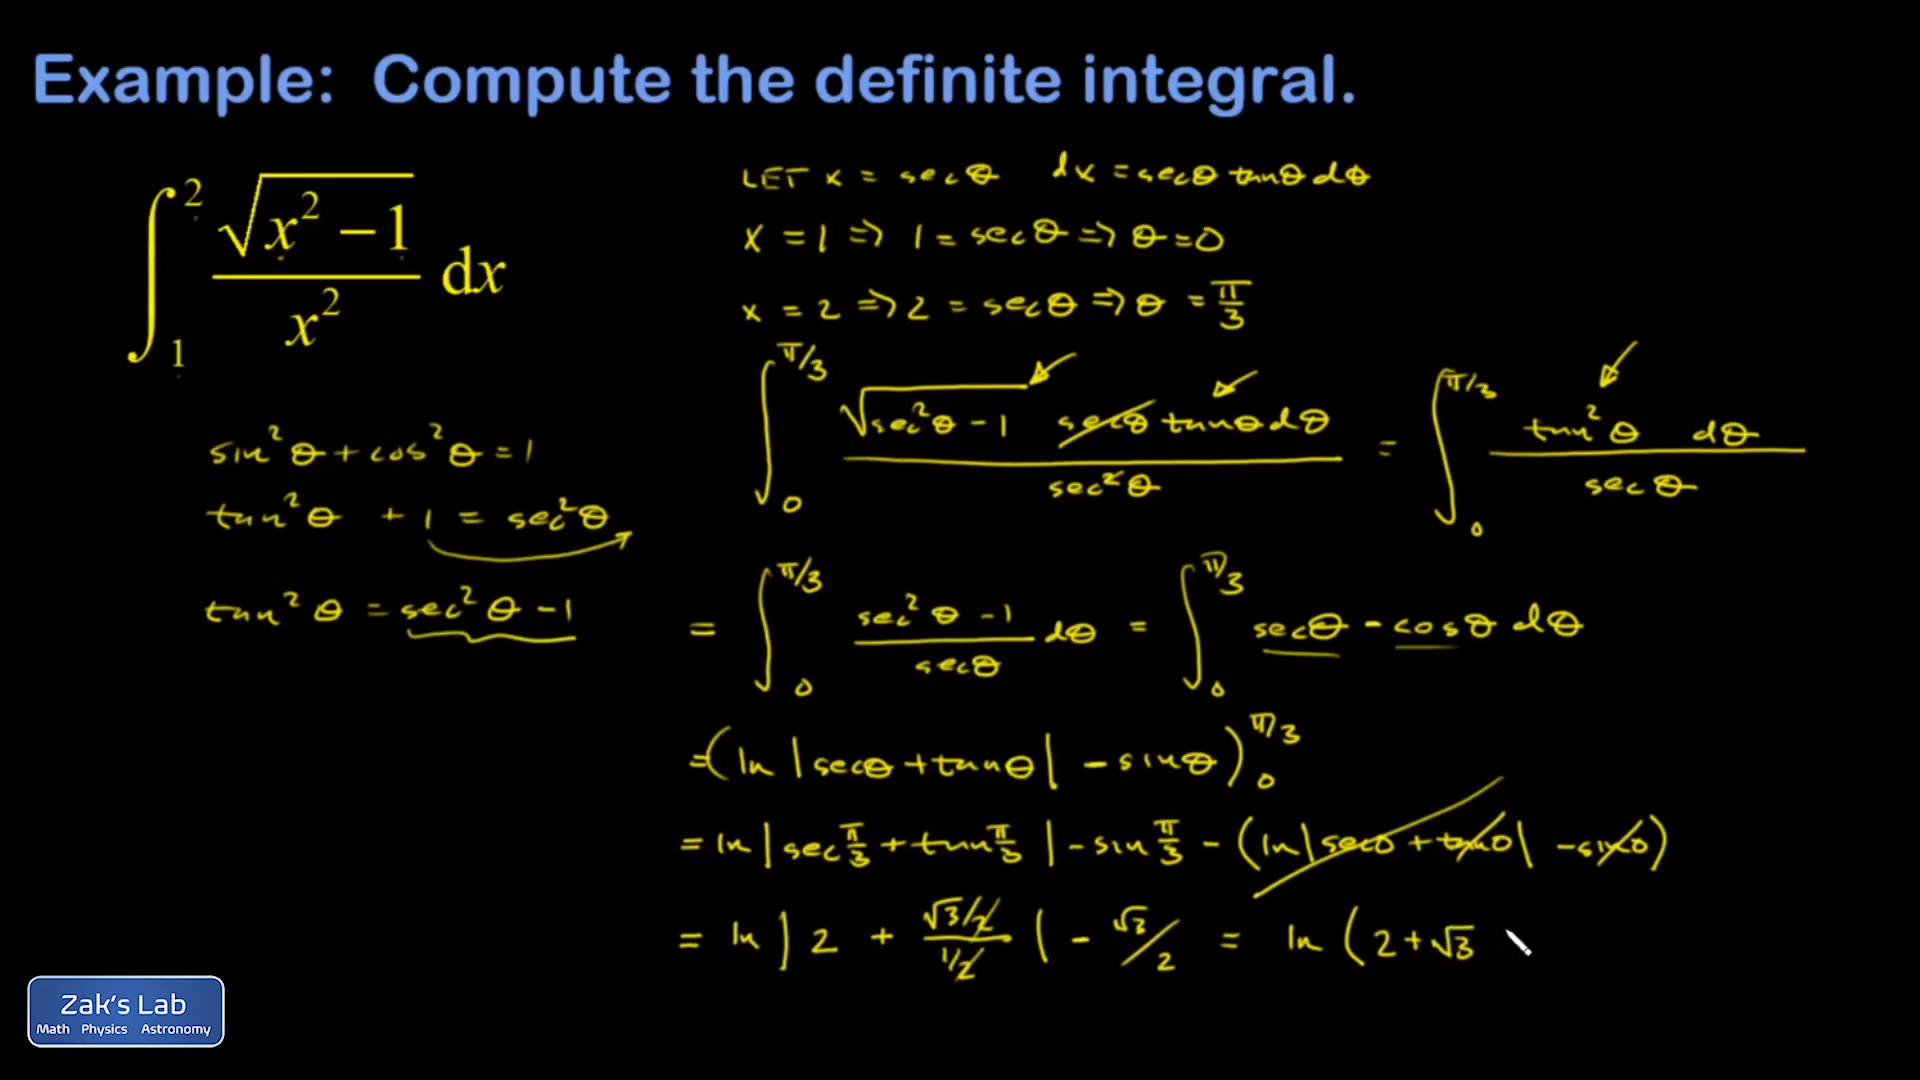 Example: Compute the definite integral.
∫₁² √(x² − 1) / x² dx
sin²θ + cos²θ = 1
tan²θ + 1 = sec²θ
tan²θ = sec²θ − 1
LET x = secθ dx = secθ tanθ dθ
x = 1 ⇒ 1 = secθ ⇒ θ = 0
x = 2 ⇒ 2 = secθ ⇒ θ = π/3
∫₀^{π/3} √(sec²θ − 1) secθ tanθ dθ / sec²θ = ∫₀^{π/3} tan²θ dθ / secθ
= ∫₀^{π/3} (sec²θ − 1) / secθ dθ = ∫₀^{π/3} secθ − cosθ dθ
= (ln |secθ + tanθ| − sinθ)₀^{π/3}
= ln |sec π/3 + tan π/3| − sin π/3 − (ln |sec0 + tan0| − sin0)
= ln |2 + (√3/2)/(1/2)| − √3/2 = ln (2 + √3
Zak's Lab
Math Physics Astronomy